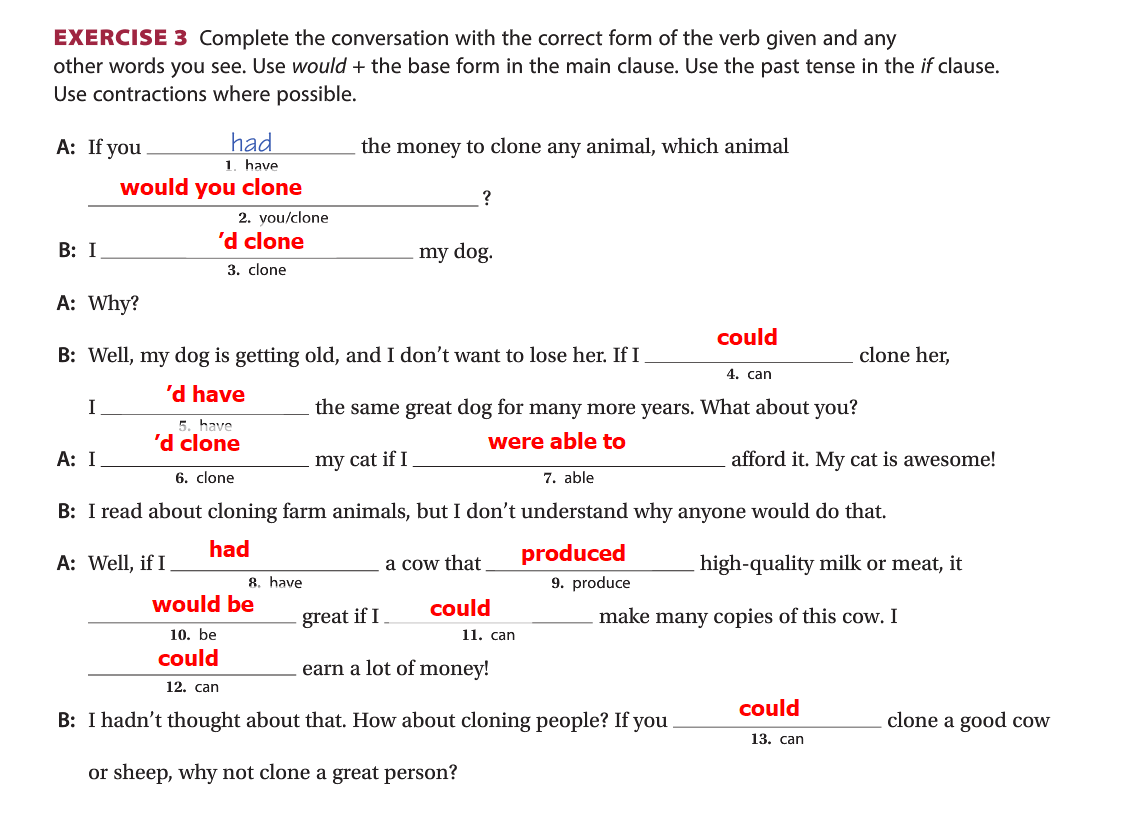 EXERCISE 3 Complete the conversation with the correct form of the verb given and any
other words you see. Use would + the base form in the main clause. Use the past tense in the if clause.
Use contractions where possible.
A: If you had the money to clone any animal, which animal
1. have
would you clone ?
2. you/clone
B: I ’d clone my dog.
3. clone
A: Why?
B: Well, my dog is getting old, and I don’t want to lose her. If I could clone her,
4. can
I ’d have the same great dog for many more years. What about you?
5. have
A: I ’d clone my cat if I were able to afford it. My cat is awesome!
6. clone 7. able
B: I read about cloning farm animals, but I don’t understand why anyone would do that.
A: Well, if I had a cow that produced high-quality milk or meat, it
8. have 9. produce
would be great if I could make many copies of this cow. I
10. be 11. can
could earn a lot of money!
12. can
B: I hadn’t thought about that. How about cloning people? If you could clone a good cow
13. can
or sheep, why not clone a great person?